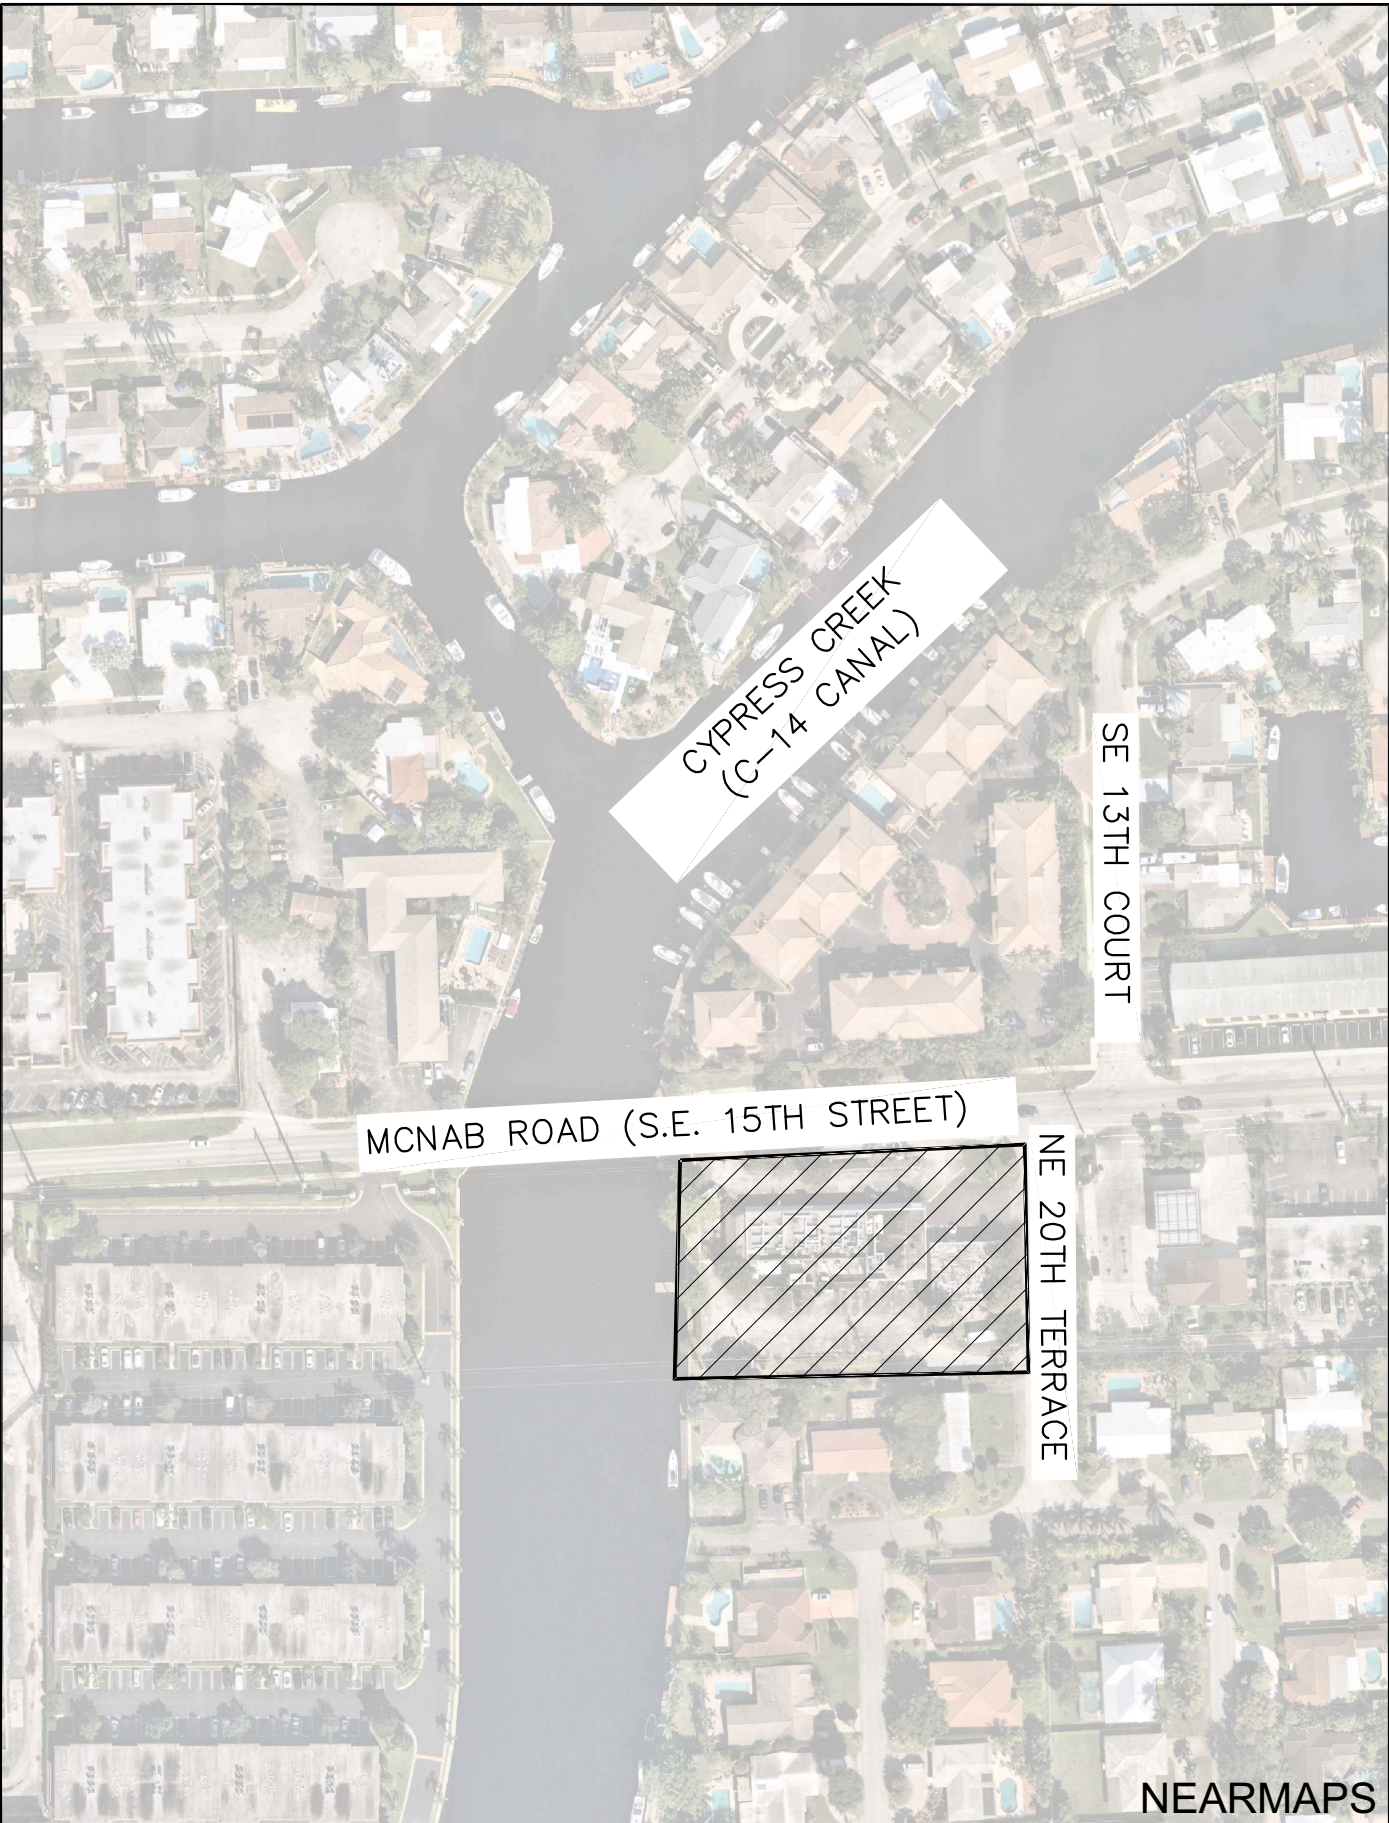 CYPRESS CREEK
(C-14 CANAL)
SE 13TH COURT
MCNAB ROAD (S.E. 15TH STREET)
NE 20TH TERRACE
NEARMAPS